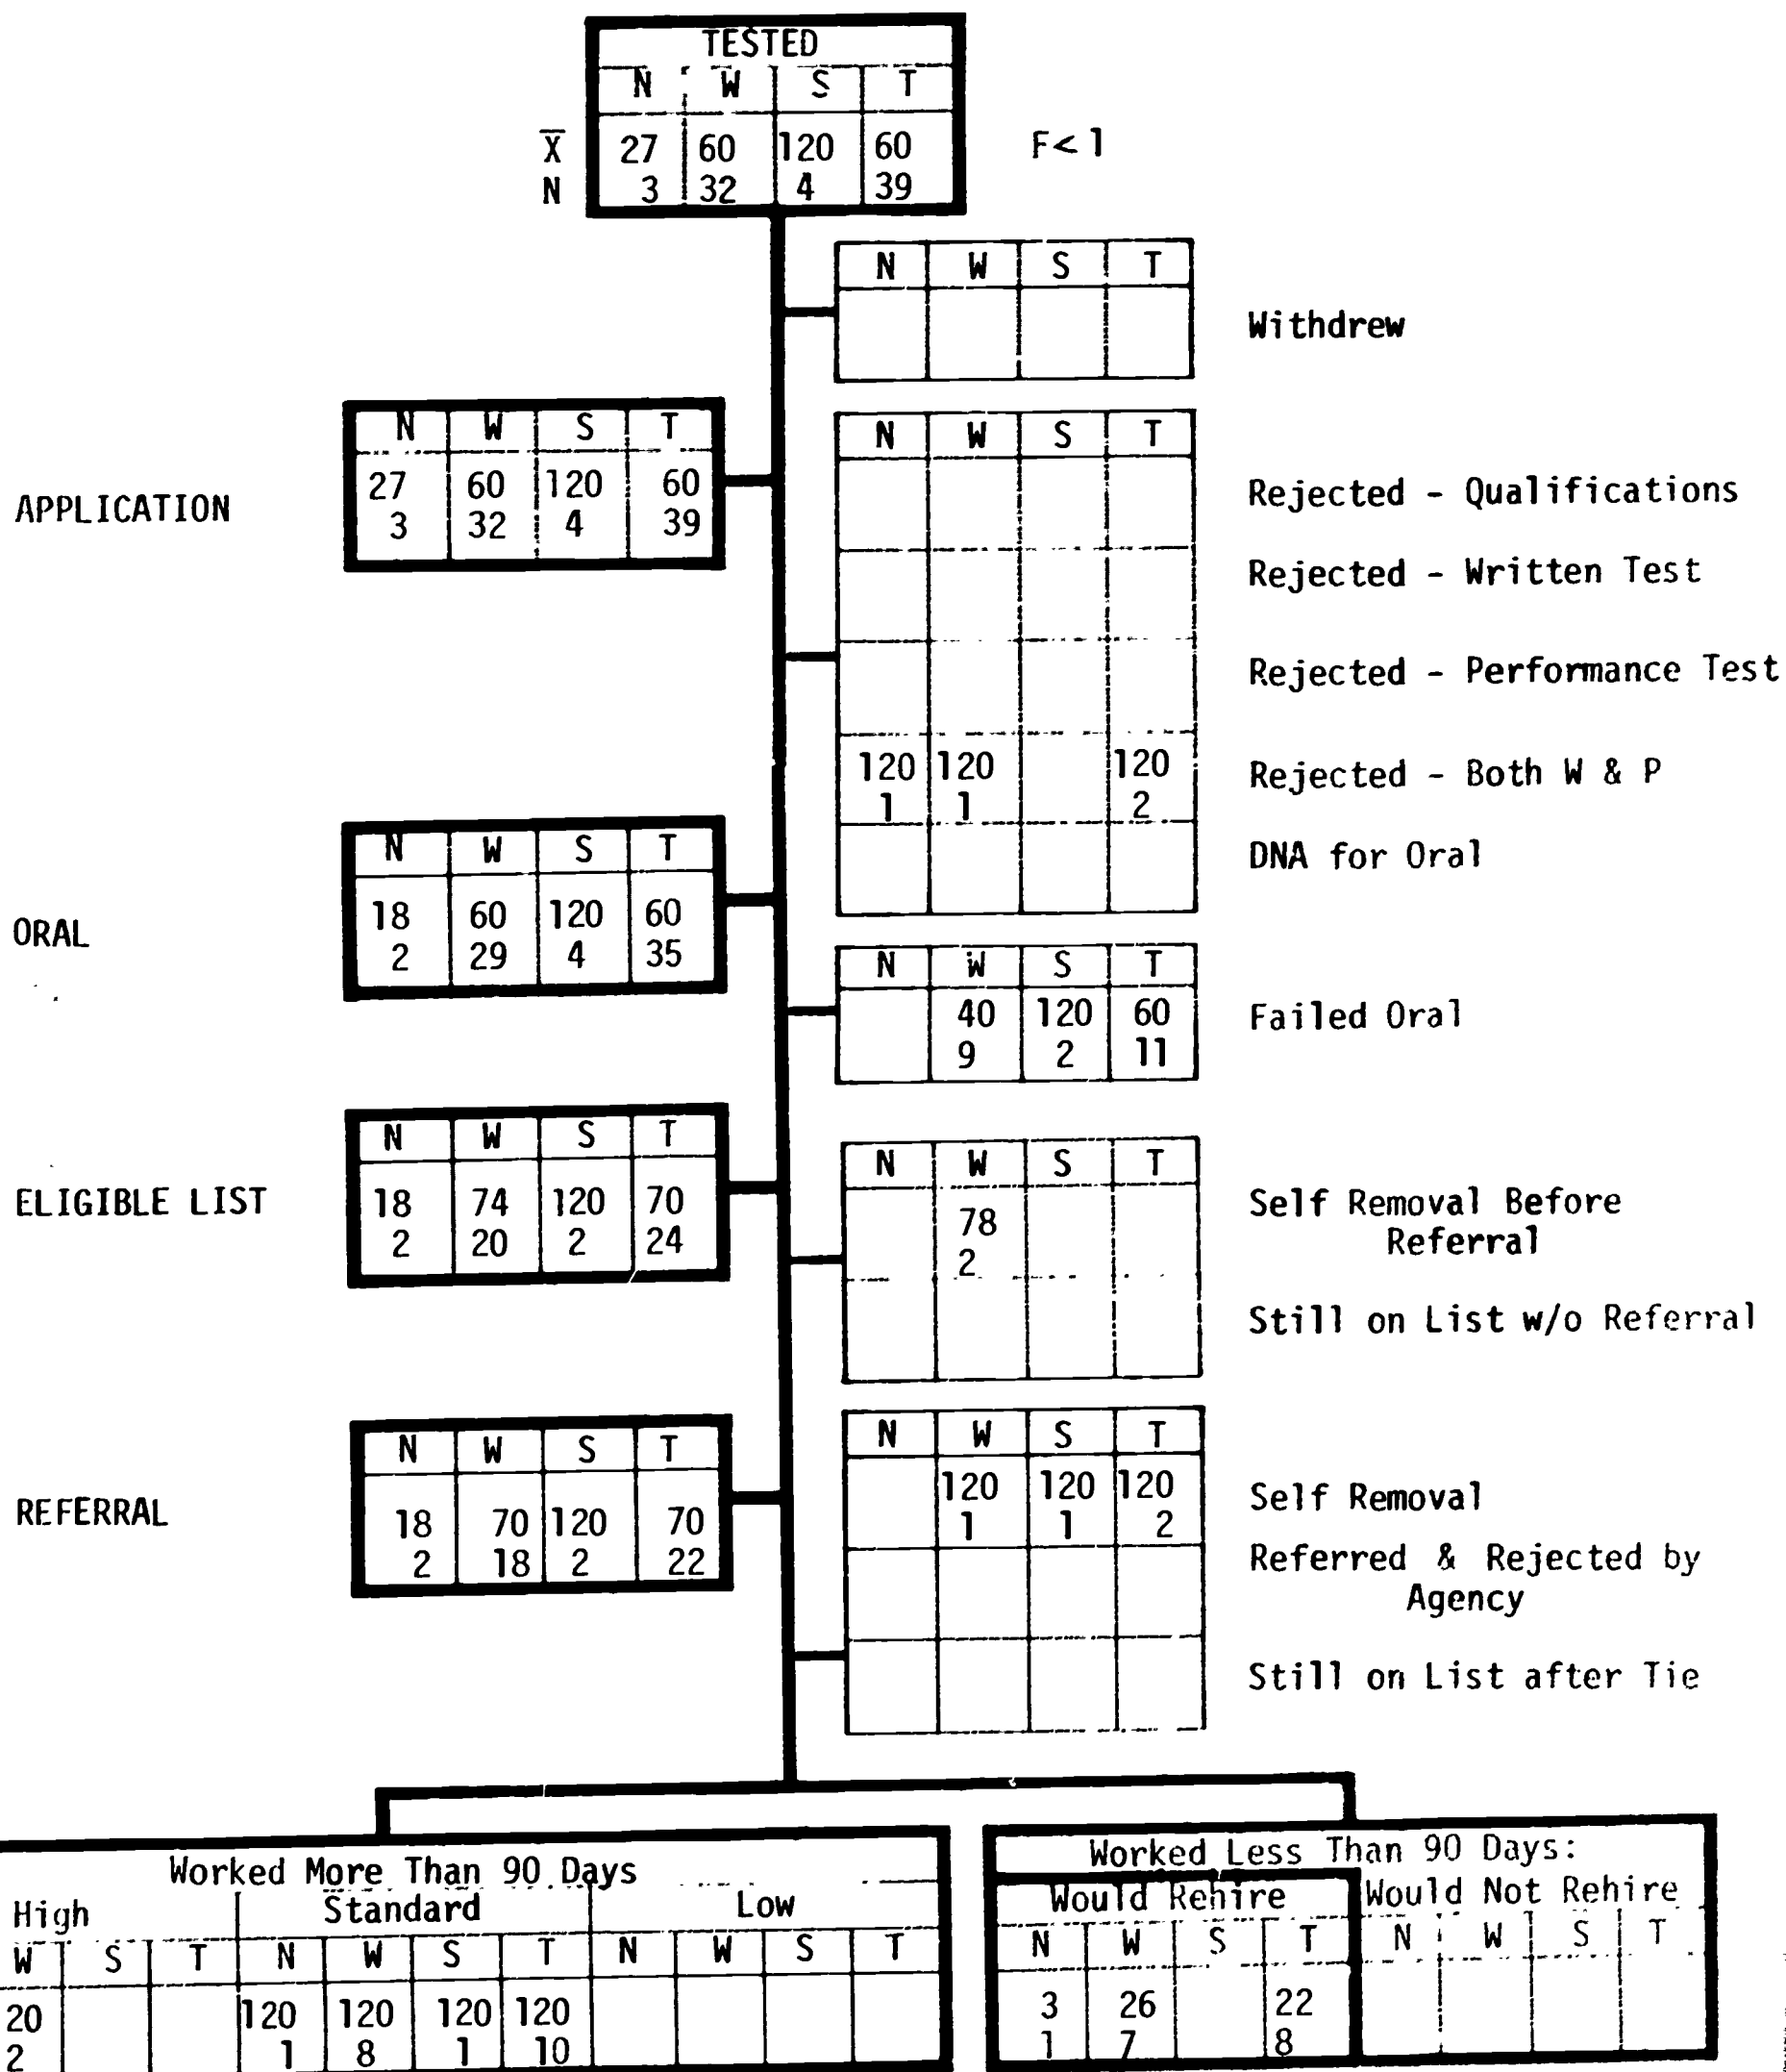 TESTED
N W S T
X̅ 27 60 120 60 F< 1
N 3 32 4 39
N W S T
Withdrew
APPLICATION
N W S T
27 60 120 60
3 32 4 39
N W S T
Rejected - Qualifications
Rejected - Written Test
Rejected - Performance Test
120 120 120 Rejected - Both W & P
1 1 2
DNA for Oral
ORAL
N W S T
18 60 120 60
2 29 4 35
N W S T
40 120 60 Failed Oral
9 2 11
ELIGIBLE LIST
N W S T
18 74 120 70
2 20 2 24
N W S T
78 Self Removal Before
2 Referral
Still on List w/o Referral
REFERRAL
N W S T
18 70 120 70
2 18 2 22
N W S T
120 120 120 Self Removal
1 1 2
Referred & Rejected by
Agency
Still on List after Tie
Worked More Than 90 Days
High Standard Low
W S T N W S T N W S T
20 120 120 120 120
2 1 8 1 10
Worked Less Than 90 Days:
Would Rehire Would Not Rehire
N W S T N W S T
3 26 22
1 7 8